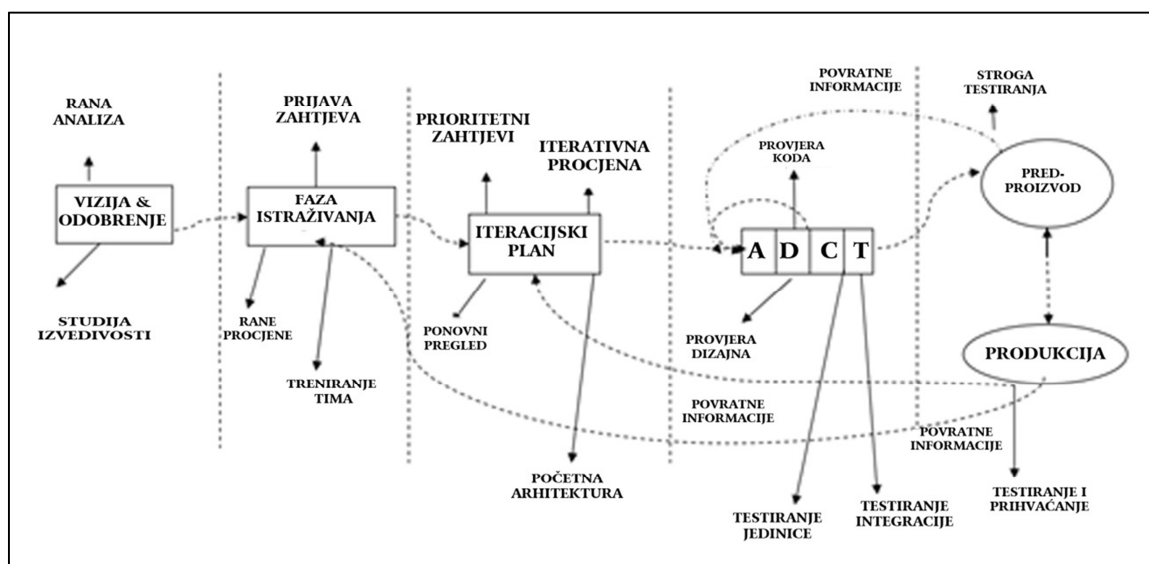 RANA
ANALIZA
VIZIJA &
ODOBRENJE
STUDIJA
IZVEDIVOSTI
PRIJAVA
ZAHTJEVA
FAZA
ISTRAŽIVANJA
RANE
PROCJENE
TRENIRANJE
TIMA
PRIORITETNI
ZAHTJEVI
ITERATIVNA
PROCJENA
ITERACIJSKI
PLAN
PONOVNI
PREGLED
POČETNA
ARHITEKTURA
POVRATNE
INFORMACIJE
PROVJERA
KODA
A D C T
PROVJERA
DIZAJNA
POVRATNE
INFORMACIJE
TESTIRANJE
JEDINICE
TESTIRANJE
INTEGRACIJE
STROGA
TESTIRANJA
PRED-
PROIZVOD
PRODUKCIJA
POVRATNE
INFORMACIJE
TESTIRANJE I
PRIHVAĆANJE